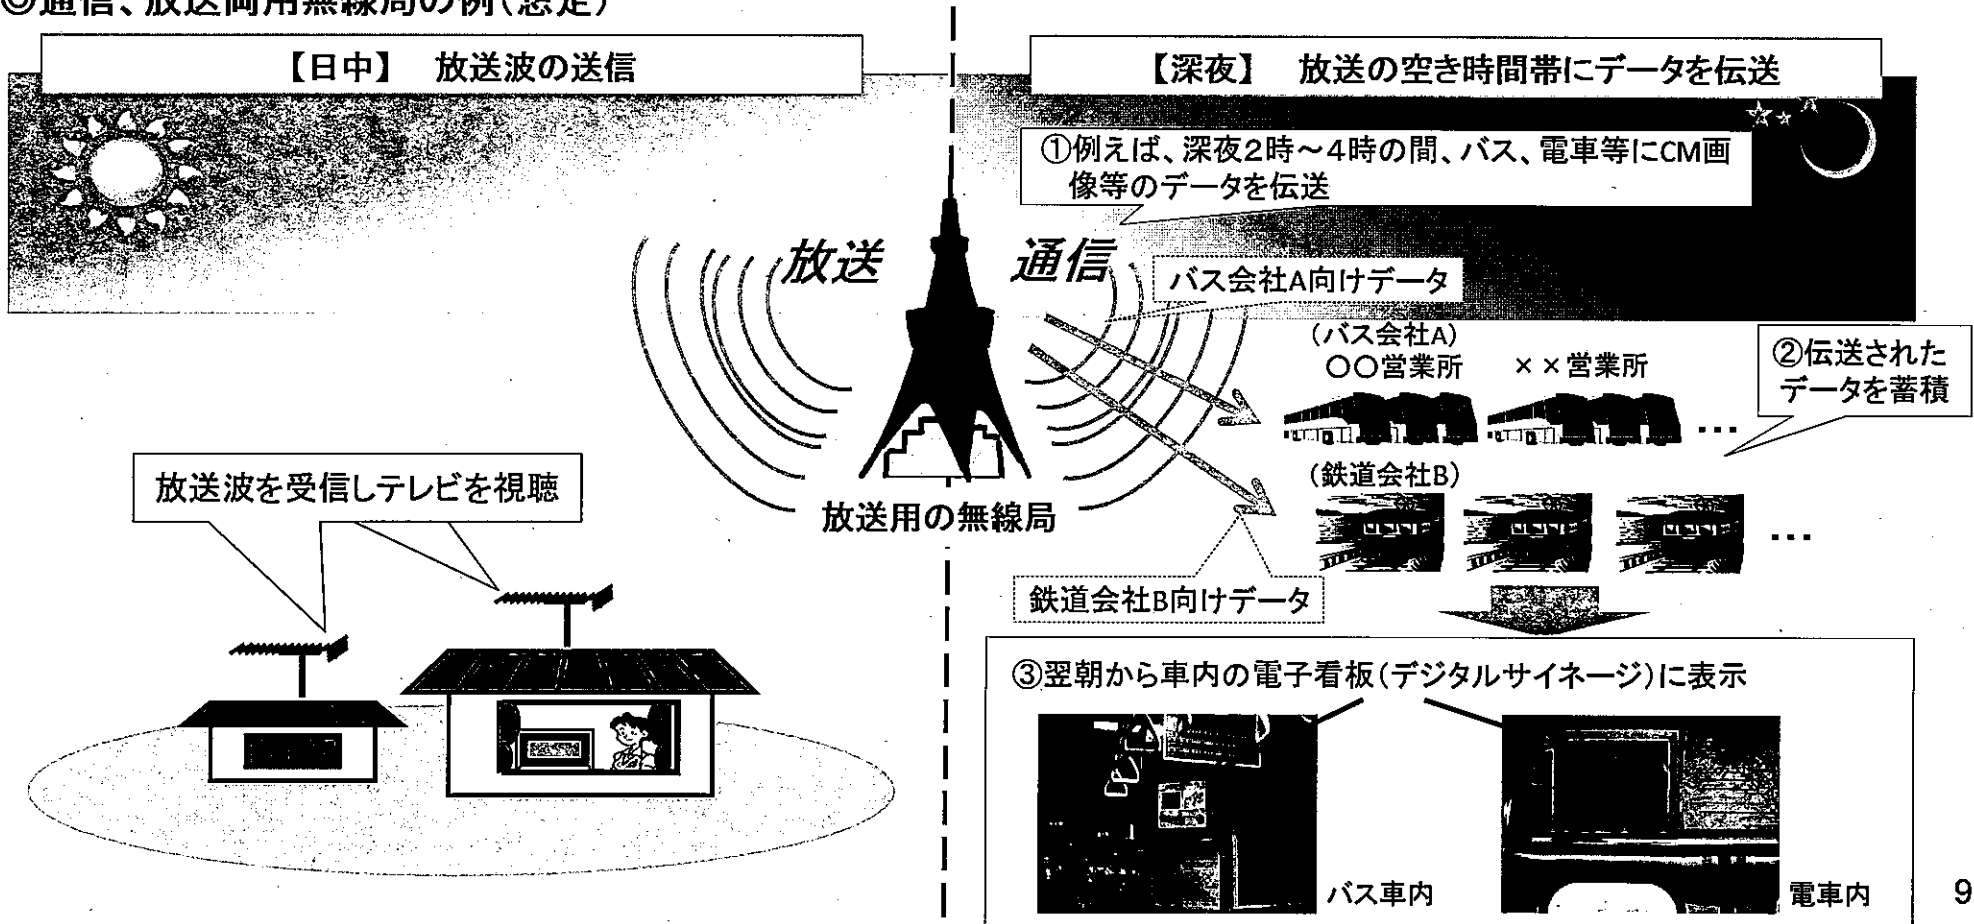 ◎通信、放送両用無線局の例(想定)
【日中】 放送波の送信
【深夜】 放送の空き時間帯にデータを伝送
①例えば、深夜2時～4時の間、バス、電車等にCM画
像等のデータを伝送
放送
通信
バス会社A向けデータ
(バス会社A)
○○営業所
××営業所
…
②伝送された
データを蓄積
放送波を受信しテレビを視聴
放送用の無線局
(鉄道会社B)
…
鉄道会社B向けデータ
③翌朝から車内の電子看板(デジタルサイネージ)に表示
バス車内
電車内
9